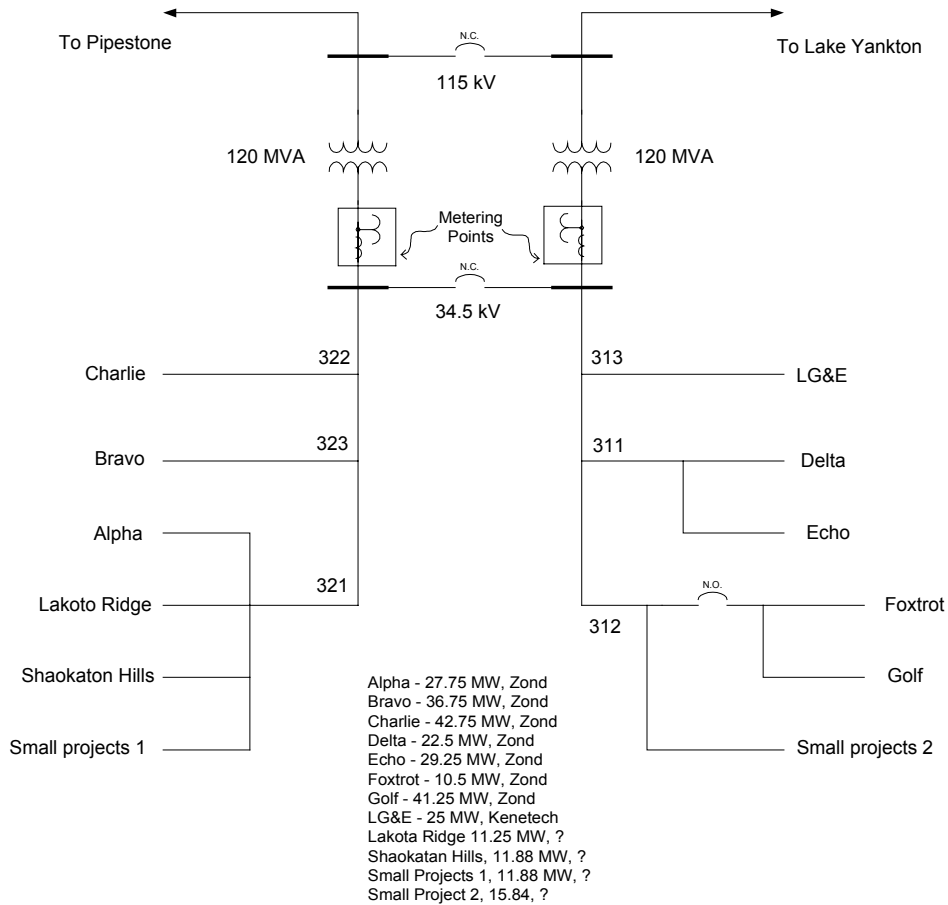 To Pipestone
N.C.
To Lake Yankton
115 kV
120 MVA
120 MVA
Metering
Points
N.C.
34.5 kV
322
313
Charlie
LG&E
323
311
Bravo
Delta
Alpha
Echo
321
N.O.
Lakoto Ridge
Foxtrot
312
Shaokaton Hills
Golf
Small projects 1
Small projects 2
Alpha - 27.75 MW, Zond
Bravo - 36.75 MW, Zond
Charlie - 42.75 MW, Zond
Delta - 22.5 MW, Zond
Echo - 29.25 MW, Zond
Foxtrot - 10.5 MW, Zond
Golf - 41.25 MW, Zond
LG&E - 25 MW, Kenetech
Lakota Ridge 11.25 MW, ?
Shaokatan Hills, 11.88 MW, ?
Small Projects 1, 11.88 MW, ?
Small Project 2, 15.84, ?